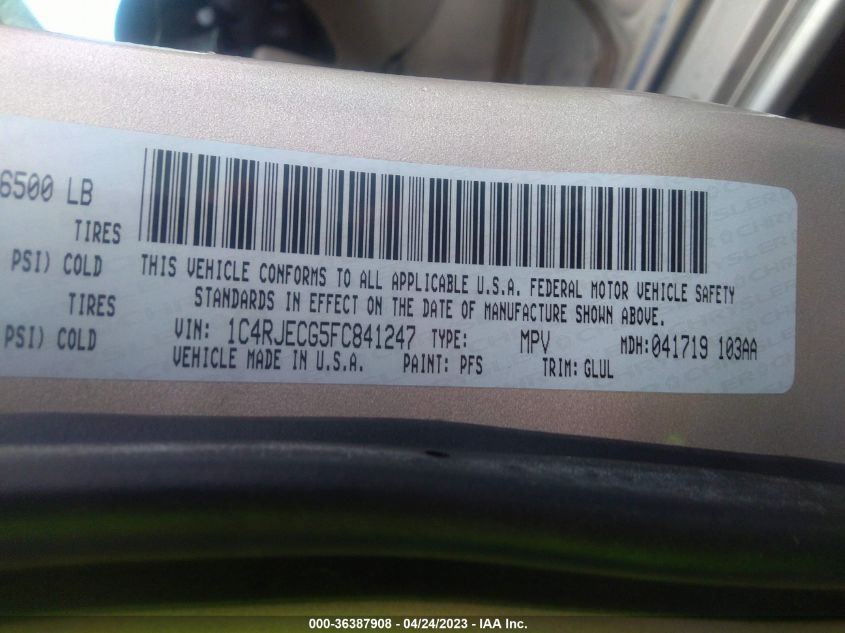 6500 LB
TIRES
PSI) COLD
TIRES
PSI) COLD
THIS VEHICLE CONFORMS TO ALL APPLICABLE U.S.A. FEDERAL MOTOR VEHICLE SAFETY
STANDARDS IN EFFECT ON THE DATE OF MANUFACTURE SHOWN ABOVE.
VIN: 1C4RJECG5FC841247 TYPE: MPV MDH:041719 103AA
VEHICLE MADE IN U.S.A. PAINT: PFS TRIM: GLUL
000-36387908 - 04/24/2023 - IAA Inc.